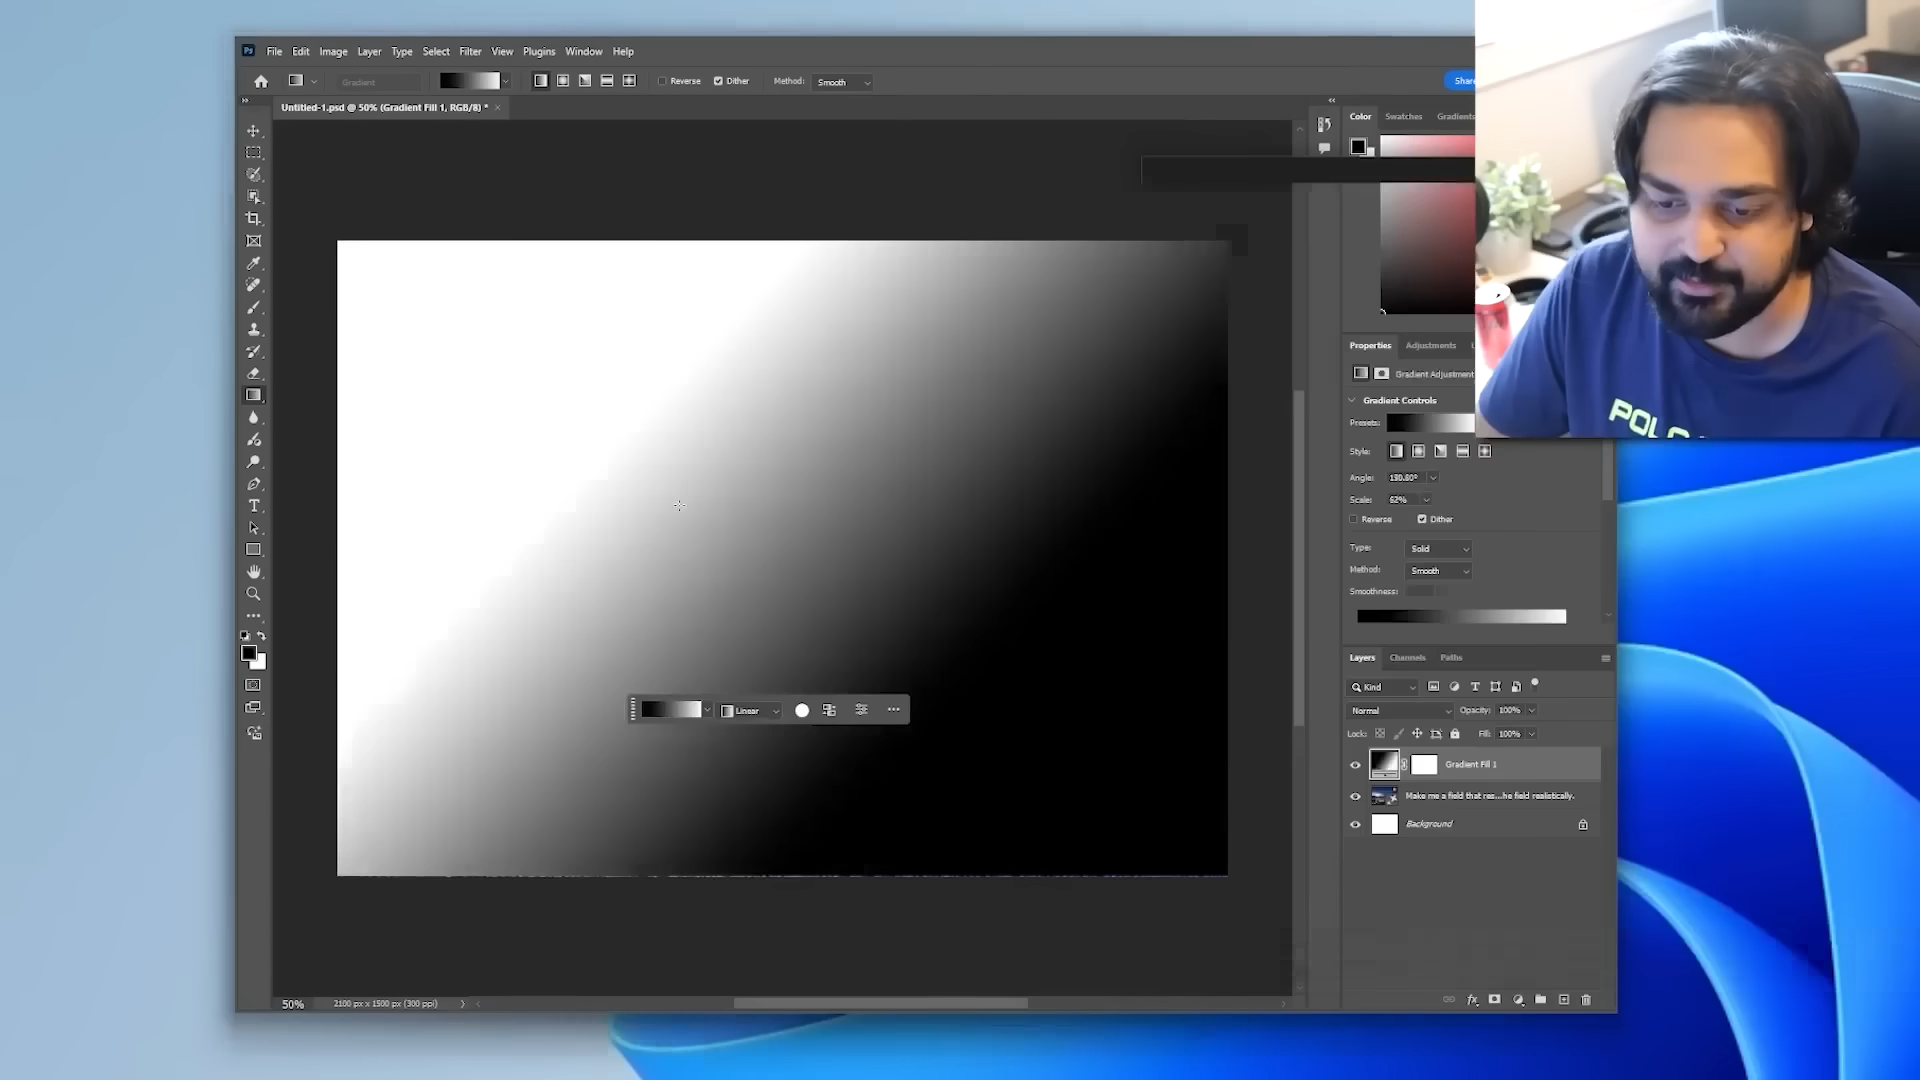 Ps File Edit Image Layer Type Select Filter View Plugins Window Help
Gradient Reverse Dither Method: Smooth Share
Untitled-1.psd @ 50% (Gradient Fill 1, RGB/8) * ×
Color Swatches Gradients
Properties Adjustments
Gradient Adjustment
Gradient Controls
Presets:
Style:
Angle: 150.80°
Scale: 62%
Reverse Dither
Type: Solid
Method: Smooth
Smoothness:
Layers Channels Paths
Kind
Linear
Normal Opacity: 100%
Lock: Fill: 100%
Gradient Fill 1
Make me a field that res...he field realistically.
Background
50% 2100 px x 1500 px (300 ppi)
fx